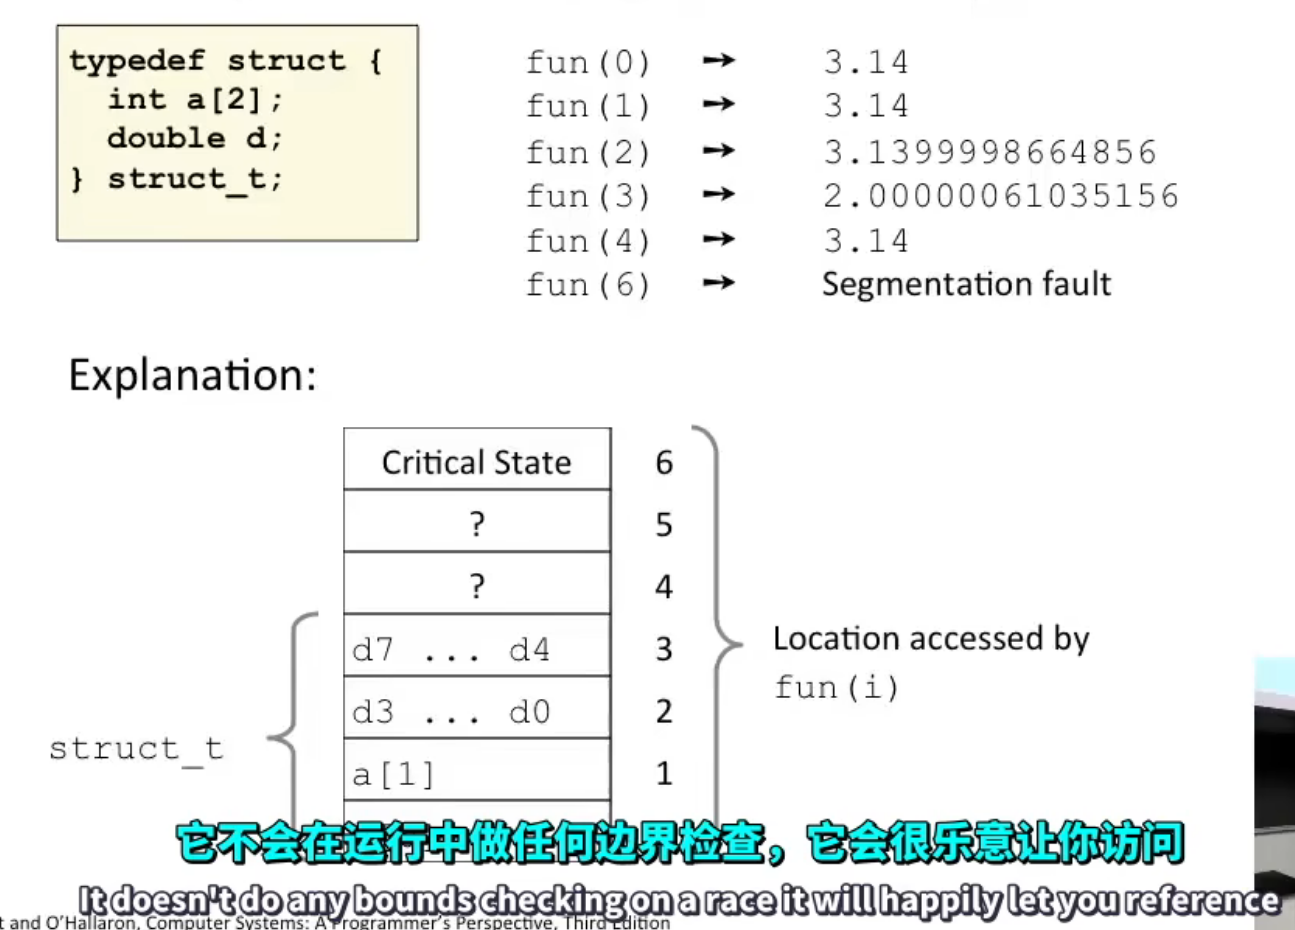 typedef struct {
int a[2];
double d;
} struct_t;
fun(0) → 3.14
fun(1) → 3.14
fun(2) → 3.1399998664856
fun(3) → 2.00000061035156
fun(4) → 3.14
fun(6) → Segmentation fault
Explanation:
Critical State 6
? 5
? 4
d7 ... d4 3
d3 ... d0 2
a[1] 1
struct_t
Location accessed by
fun(i)
它不会在运行中做任何边界检查，它会很乐意让你访问
It doesn't do any bounds checking on a race it will happily let you reference
t and O'Hallaron, Computer Systems: A Programmer's Perspective, Third Edition